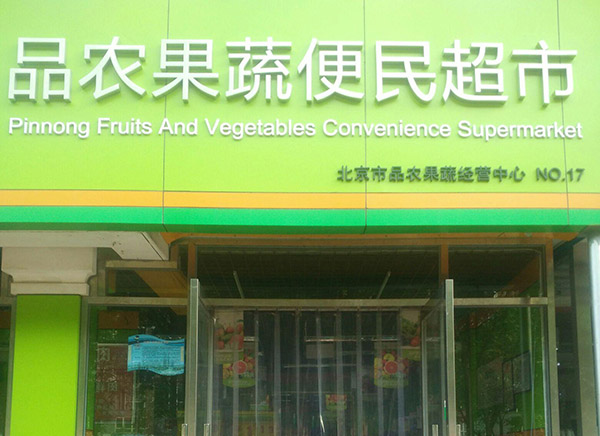 品农果蔬便民超市
Pinnong Fruits And Vegetables Convenience Supermarket
北京市品农果蔬经营中心 NO.17